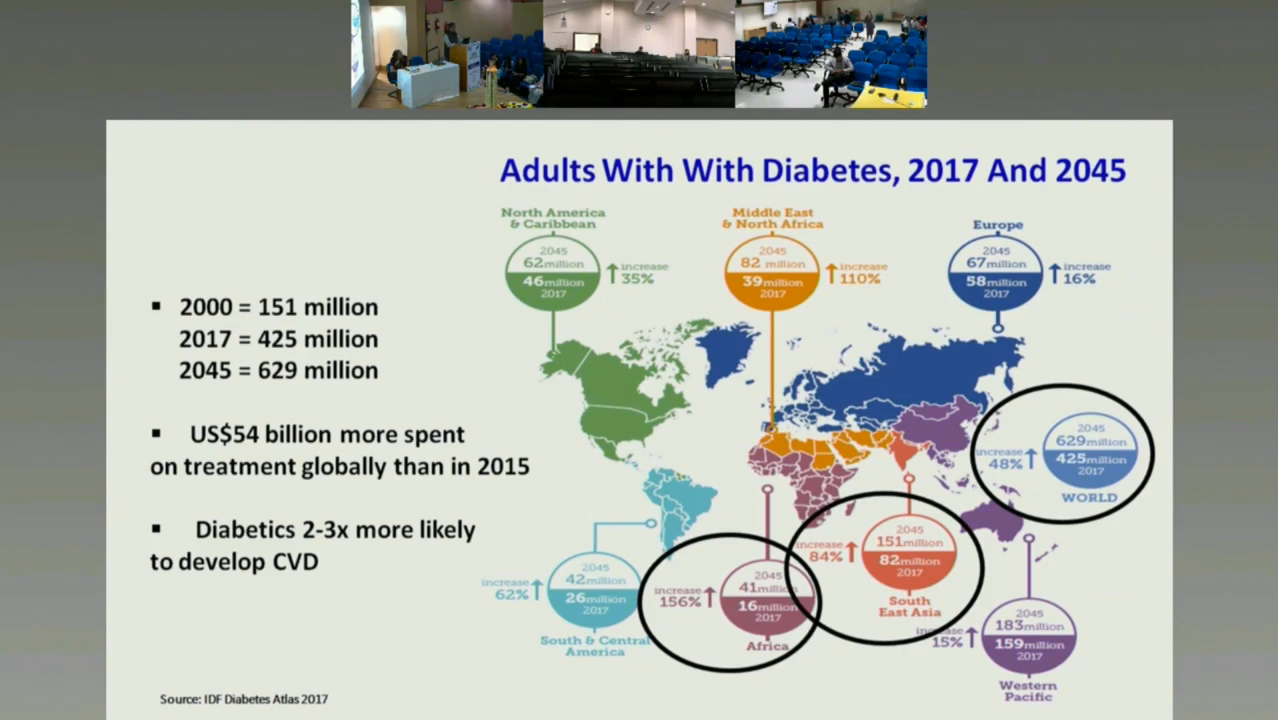 Adults With With Diabetes, 2017 And 2045
▪ 2000 = 151 million
2017 = 425 million
2045 = 629 million
▪ US$54 billion more spent
on treatment globally than in 2015
▪ Diabetics 2-3x more likely
to develop CVD
Source: IDF Diabetes Atlas 2017
North America
& Caribbean
2045
62 million
46 million
2017
increase
35%
Middle East
& North Africa
2045
82 million
39 million
2017
increase
110%
Europe
2045
67 million
58 million
2017
increase
16%
2045
629 million
425 million
2017
increase
48%
WORLD
2045
42 million
26 million
2017
increase
62%
South & Central
America
2045
41 million
16 million
2017
increase
156%
Africa
2045
151 million
82 million
2017
increase
84%
South
East Asia
2045
183 million
159 million
2017
increase
15%
Western
Pacific